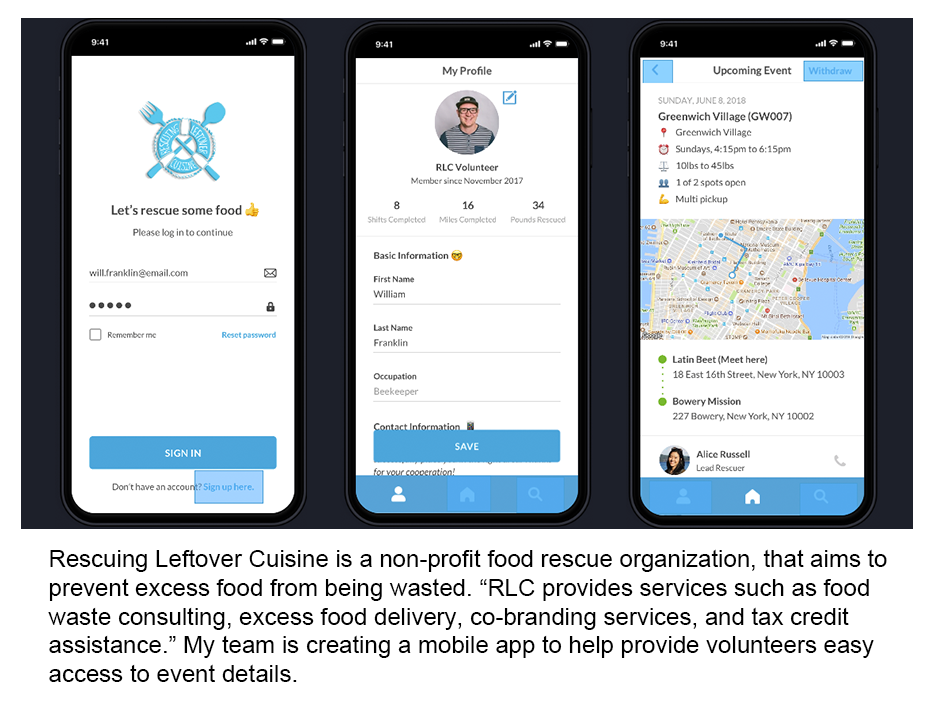 9:41
RESCUING LEFTOVER CUISINE
Let's rescue some food 👍
Please log in to continue
will.franklin@email.com
Remember me
Reset password
SIGN IN
Don't have an account? Sign up here.
9:41
My Profile
RLC Volunteer
Member since November 2017
8 16 34
Shifts Completed Miles Completed Pounds Rescued
Basic Information 🤓
First Name
William
Last Name
Franklin
Occupation
Beekeeper
Contact Information
SAVE
for your cooperation!
9:41
Upcoming Event Withdraw
SUNDAY, JUNE 8, 2018
Greenwich Village (GW007)
Greenwich Village
Sundays, 4:15pm to 6:15pm
10lbs to 45lbs
1 of 2 spots open
Multi pickup
Latin Beet (Meet here)
18 East 16th Street, New York, NY 10003
Bowery Mission
227 Bowery, New York, NY 10002
Alice Russell
Lead Rescuer
Rescuing Leftover Cuisine is a non-profit food rescue organization, that aims to
prevent excess food from being wasted. “RLC provides services such as food
waste consulting, excess food delivery, co-branding services, and tax credit
assistance.” My team is creating a mobile app to help provide volunteers easy
access to event details.